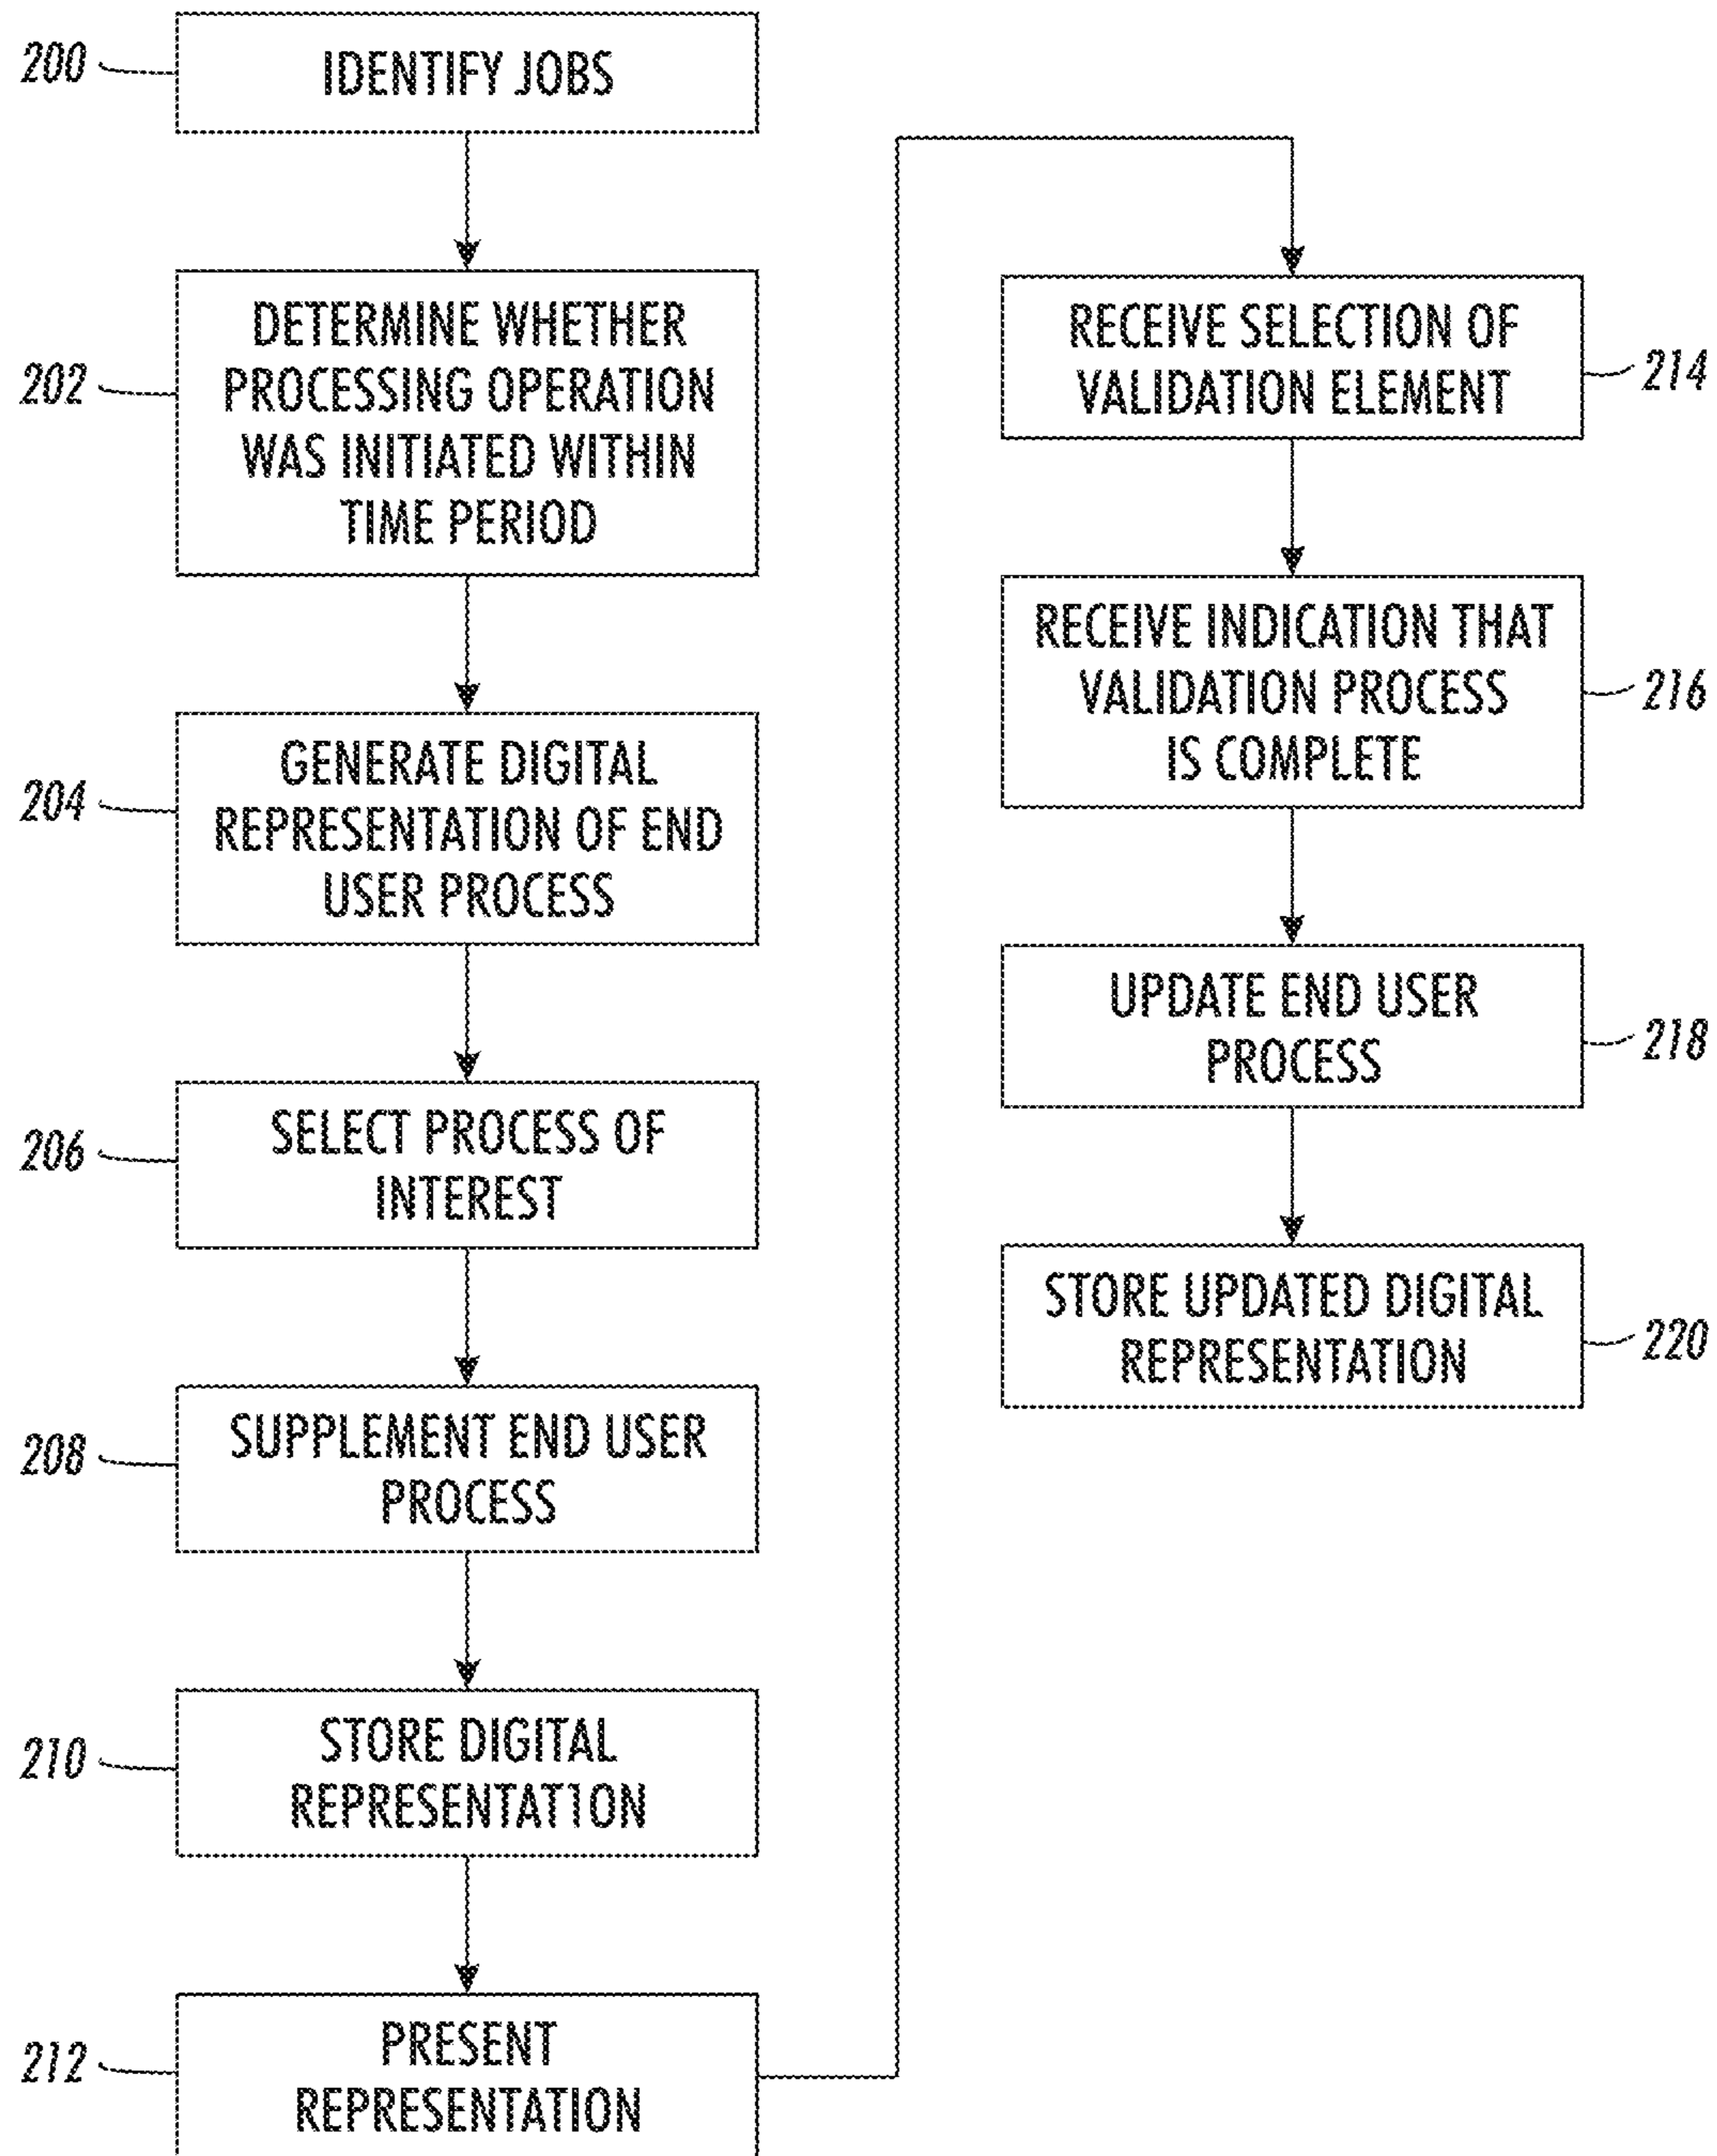 200
IDENTIFY JOBS
202
DETERMINE WHETHER
PROCESSING OPERATION
WAS INITIATED WITHIN
TIME PERIOD
204
GENERATE DIGITAL
REPRESENTATION OF END
USER PROCESS
206
SELECT PROCESS OF
INTEREST
208
SUPPLEMENT END USER
PROCESS
210
STORE DIGITAL
REPRESENTAT1ON
212
PRESENT
REPRESENTATION
RECEIVE SELECTION OF
VALIDATION ELEMENT
214
RECEIVE INDICATION THAT
VALIDATION PROCESS
IS COMPLETE
216
UPDATE END USER
PROCESS
218
STORE UPDATED DIGITAL
REPRESENTATION
220